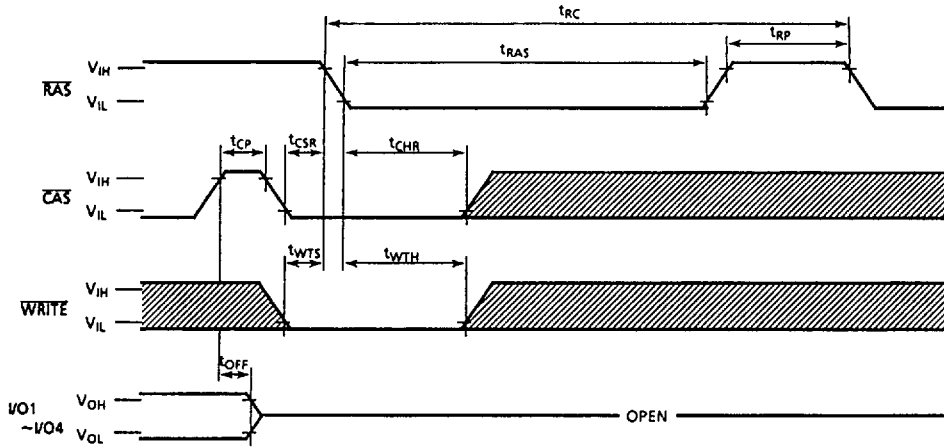 tRC
tRAS
tRP
RAS
VIH
VIL
tCP
tCSR
tCHR
CAS
VIH
VIL
tWTS
tWTH
WRITE
VIH
VIL
tOFF
I/O1
~I/O4
VOH
VOL
OPEN